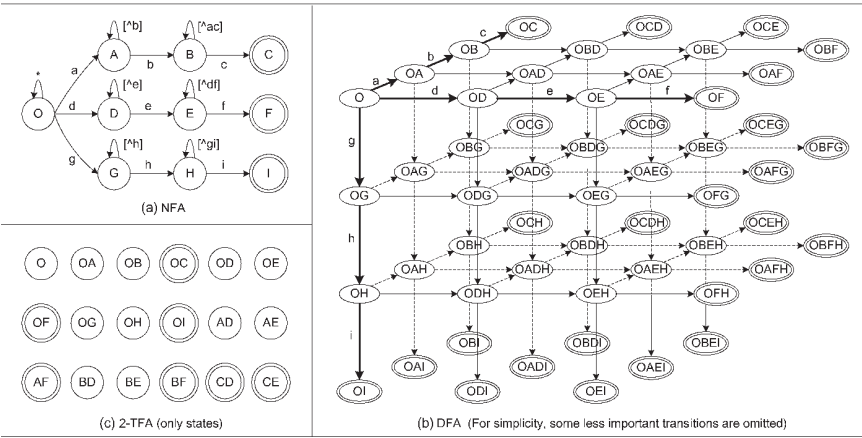 [^b] [^ac]
A b B c C
a
* [^e] [^df]
O d D e E f F
g [^h] [^gi]
G h H i I
(a) NFA
O OA OB OC OD OE
OF OG OH OI AD AE
AF BD BE BF CD CE
(c) 2-TFA (only states)
c OC OCD OCE
b OB OBD OBE OBF
a OA OAD OAE OAF
O d OD e OE f OF
g OCG OCDG OCEG
OBG OBDG OBEG OBFG
OAG OADG OAEG OAFG
OG ODG OEG OFG
h OCH OCDH OCEH
OBH OBDH OBEH OBFH
OAH OADH OAEH OAFH
OH ODH OEH OFH
i OBI OBDI OBEI
OAI OADI OAEI
OI ODI OEI
(b) DFA (For simplicity, some less important transitions are omitted)